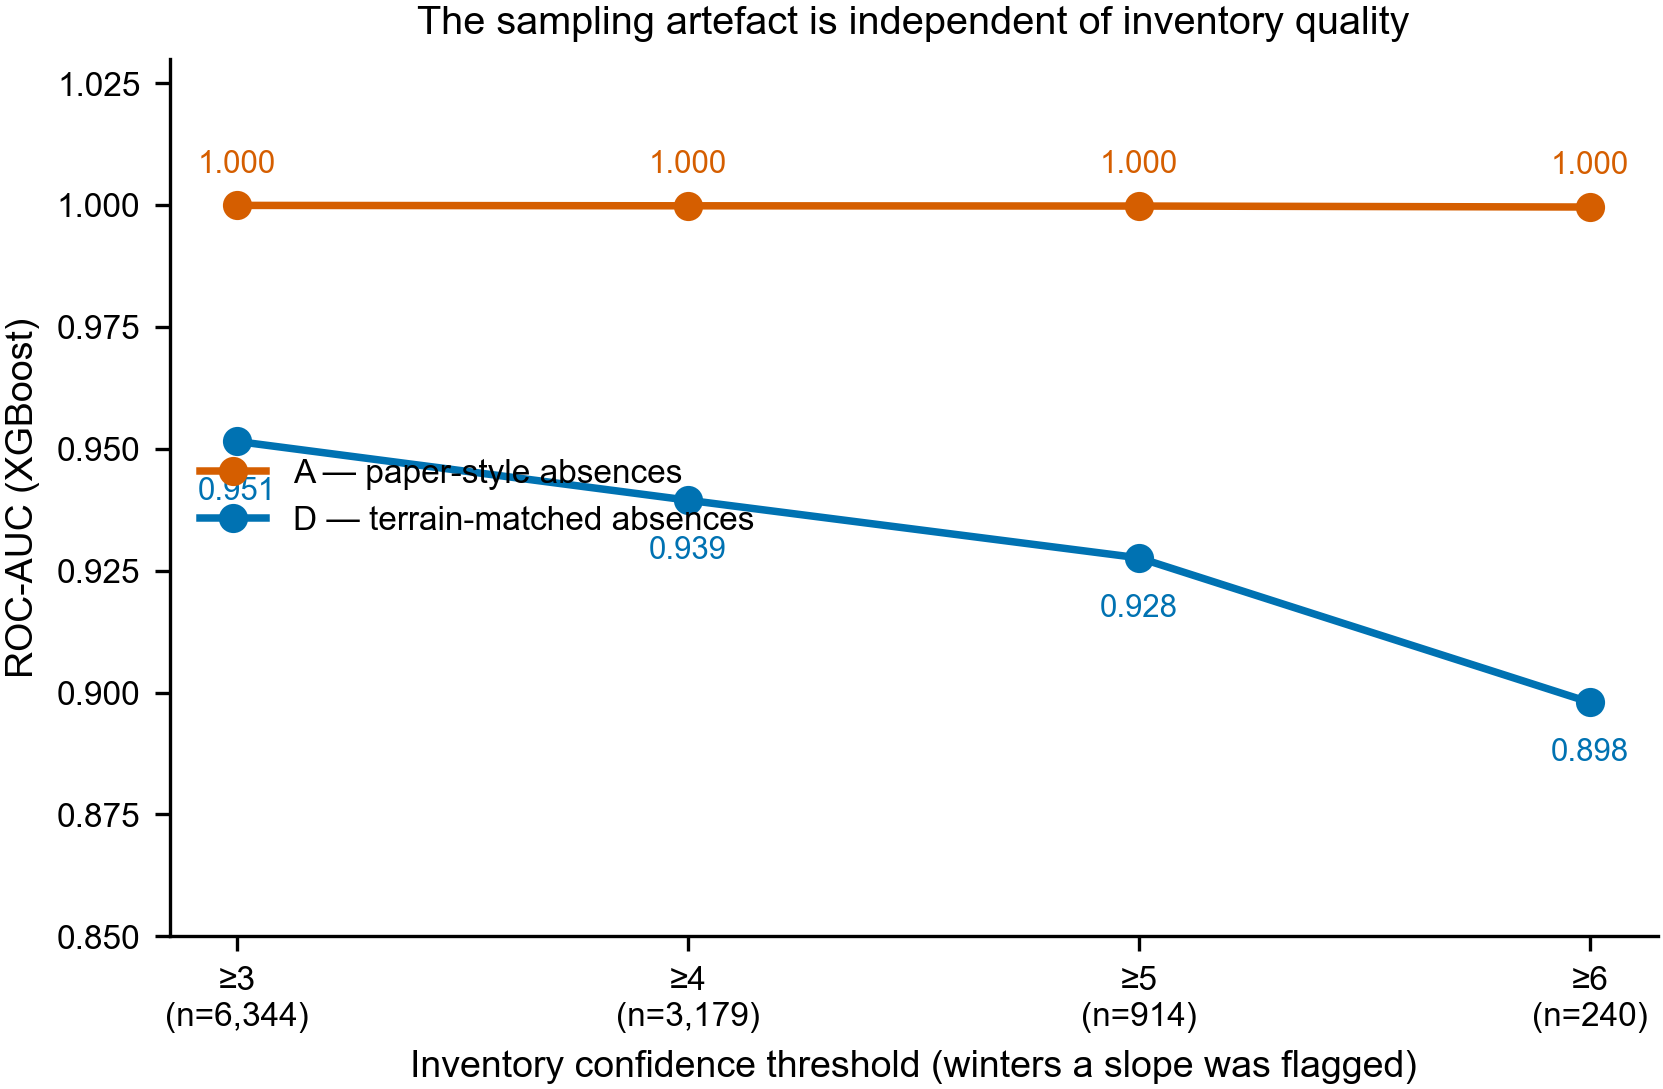 The sampling artefact is independent of inventory quality
1.025
1.000
0.975
0.950
0.925
0.900
0.875
0.850
ROC-AUC (XGBoost)
1.000
1.000
1.000
1.000
A — paper-style absences
0.951
D — terrain-matched absences
0.939
0.928
0.898
≥3
(n=6,344)
≥4
(n=3,179)
≥5
(n=914)
≥6
(n=240)
Inventory confidence threshold (winters a slope was flagged)